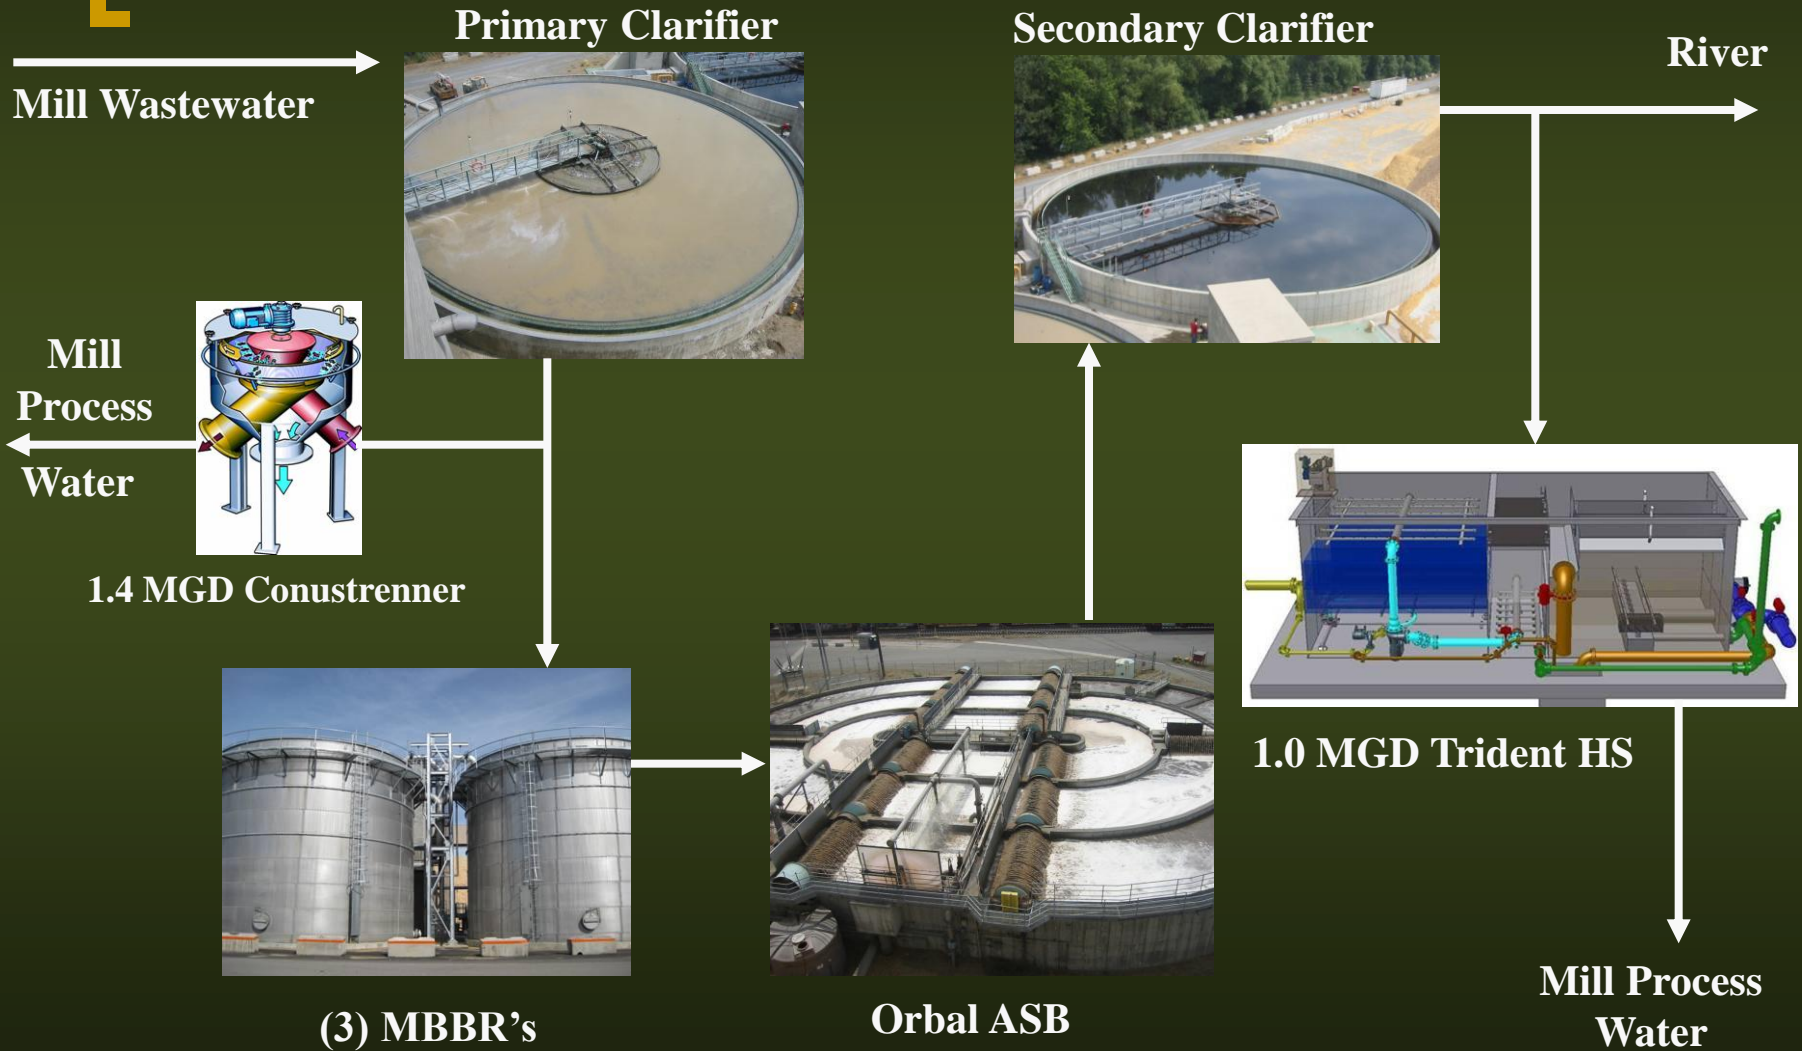 Primary Clarifier
Secondary Clarifier
River
Mill Wastewater
Mill
Process
Water
1.4 MGD Conustrenner
1.0 MGD Trident HS
(3) MBBR’s
Orbal ASB
Mill Process
Water